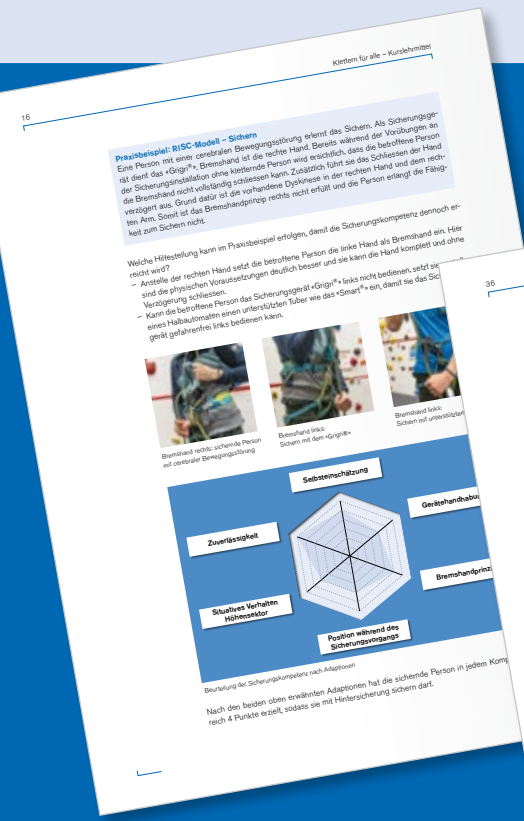 16
Klettern für alle – Kurslehrmittel
Praxisbeispiel: RISC-Modell – Sichern
Eine Person mit einer cerebralen Bewegungsstörung erlernt das Sichern. Als Sicherungsge-
rät dient das «Grigri®», Bremshand ist die rechte Hand. Bereits während der Vorübungen an
der Sicherungsinstallation ohne kletternde Person wird ersichtlich, dass die betroffene Person
die Bremshand nicht vollständig schliessen kann. Zusätzlich führt sie das Schliessen der Hand
verzögert aus. Grund dafür ist die vorhandene Dyskinese in der rechten Hand und dem rech-
ten Arm. Somit ist das Bremshandprinzip rechts nicht erfüllt und die Person erlangt die Fähig-
keit zum Sichern nicht.
Welche Hilfestellung kann im Praxisbeispiel erfolgen, damit die Sicherungskompetenz dennoch er-
reicht wird?
– Anstelle der rechten Hand setzt die betroffene Person die linke Hand als Bremshand ein. Hier
sind die physischen Voraussetzungen deutlich besser und sie kann die Hand komplett und ohne
Verzögerung schliessen.
– Kann die betroffene Person das Sicherungsgerät «Grigri®» links nicht bedienen, setzt sie
eines Halbautomaten einen unterstützten Tuber wie das «Smart®» ein, damit sie das Sic
gerät gefahrenfrei links bedienen kann.
36
Bremshand rechts: sichernde Person
mit cerebraler Bewegungsstörung
Bremshand links:
Sichern mit dem «Grigri®»
Bremshand links:
Sichern mit unterstützten
Selbsteinschätzung
Gerätehandhabu
Zuverlässigkeit
Bremshandprinz
Situatives Verhalten
Höhensektor
Position während des
Sicherungsvorgangs
Beurteilung der Sicherungskompetenz nach Adaptionen
Nach den beiden oben erwähnten Adaptionen hat die sichernde Person in jedem Komp
reich 4 Punkte erzielt, sodass sie mit Hintersicherung sichern darf.